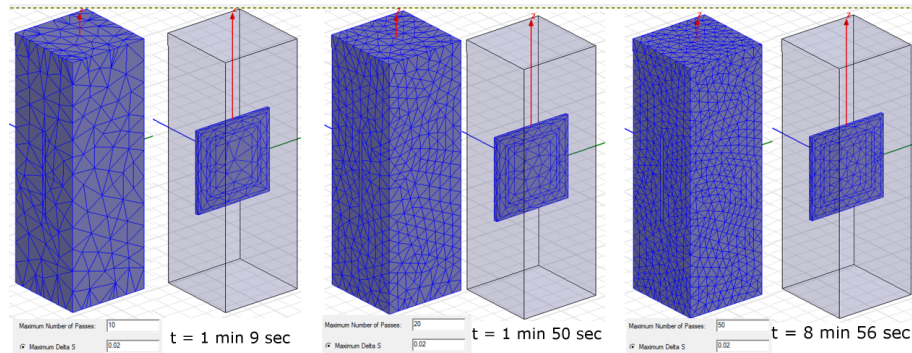 Z Z Z Z Z Z
Maximum Number of Passes: 10
Maximum Delta S 0.02
t = 1 min 9 sec
Maximum Number of Passes: 20
Maximum Delta S 0.02
t = 1 min 50 sec
Maximum Number of Passes: 50
Maximum Delta S 0.02
t = 8 min 56 sec